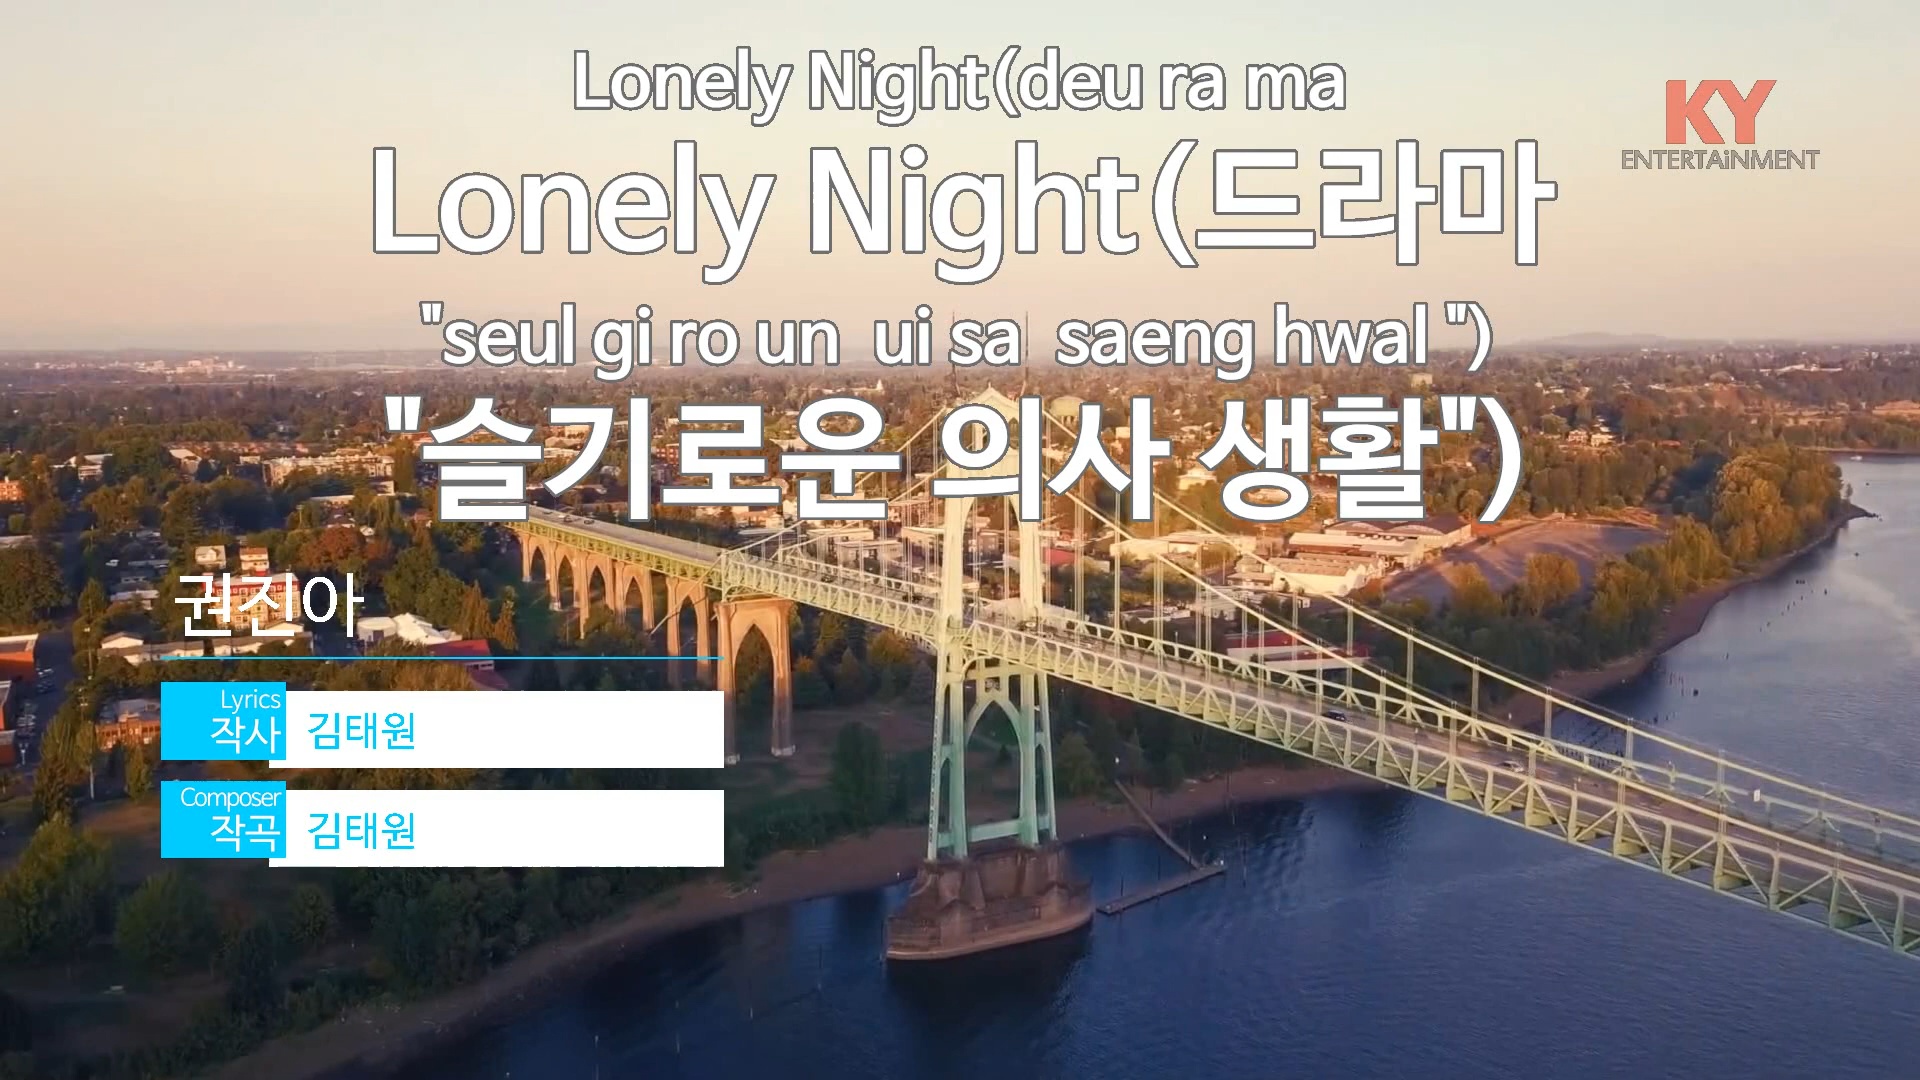 Lonely Night(deu ra ma
Lonely Night(드라마
"seul gi ro un ui sa saeng hwal ")
"슬기로운 의사 생활")
KY
ENTERTAiNMENT
권진아
Lyrics
작사 김태원
Composer
작곡 김태원